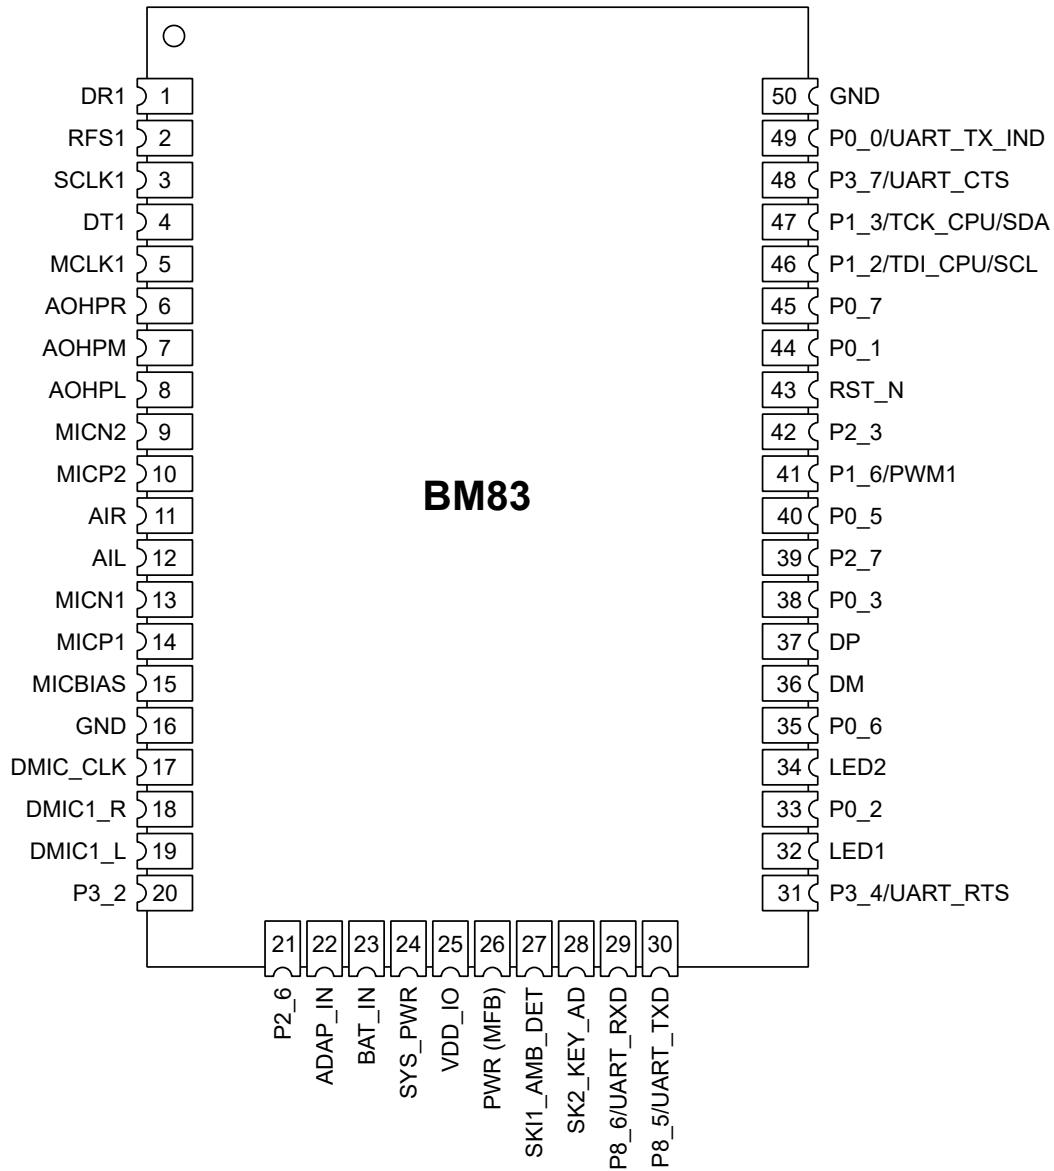 DR1 1
RFS1 2
SCLK1 3
DT1 4
MCLK1 5
AOHPR 6
AOHPM 7
AOHPL 8
MICN2 9
MICP2 10
AIR 11
AIL 12
MICN1 13
MICP1 14
MICBIAS 15
GND 16
DMIC_CLK 17
DMIC1_R 18
DMIC1_L 19
P3_2 20
BM83
50 GND
49 P0_0/UART_TX_IND
48 P3_7/UART_CTS
47 P1_3/TCK_CPU/SDA
46 P1_2/TDI_CPU/SCL
45 P0_7
44 P0_1
43 RST_N
42 P2_3
41 P1_6/PWM1
40 P0_5
39 P2_7
38 P0_3
37 DP
36 DM
35 P0_6
34 LED2
33 P0_2
32 LED1
31 P3_4/UART_RTS
21 P2_6
22 ADAP_IN
23 BAT_IN
24 SYS_PWR
25 VDD_IO
26 PWR (MFB)
27 SKI1_AMB_DET
28 SK2_KEY_AD
29 P8_6/UART_RXD
30 P8_5/UART_TXD